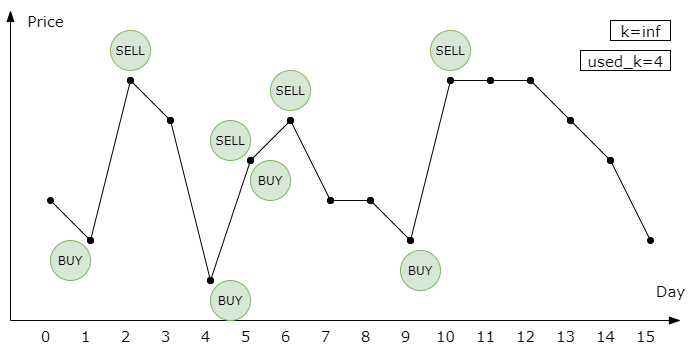 Price
k=inf
used_k=4
SELL
SELL
SELL
SELL
BUY
BUY
BUY
BUY
Day
0 1 2 3 4 5 6 7 8 9 10 11 12 13 14 15